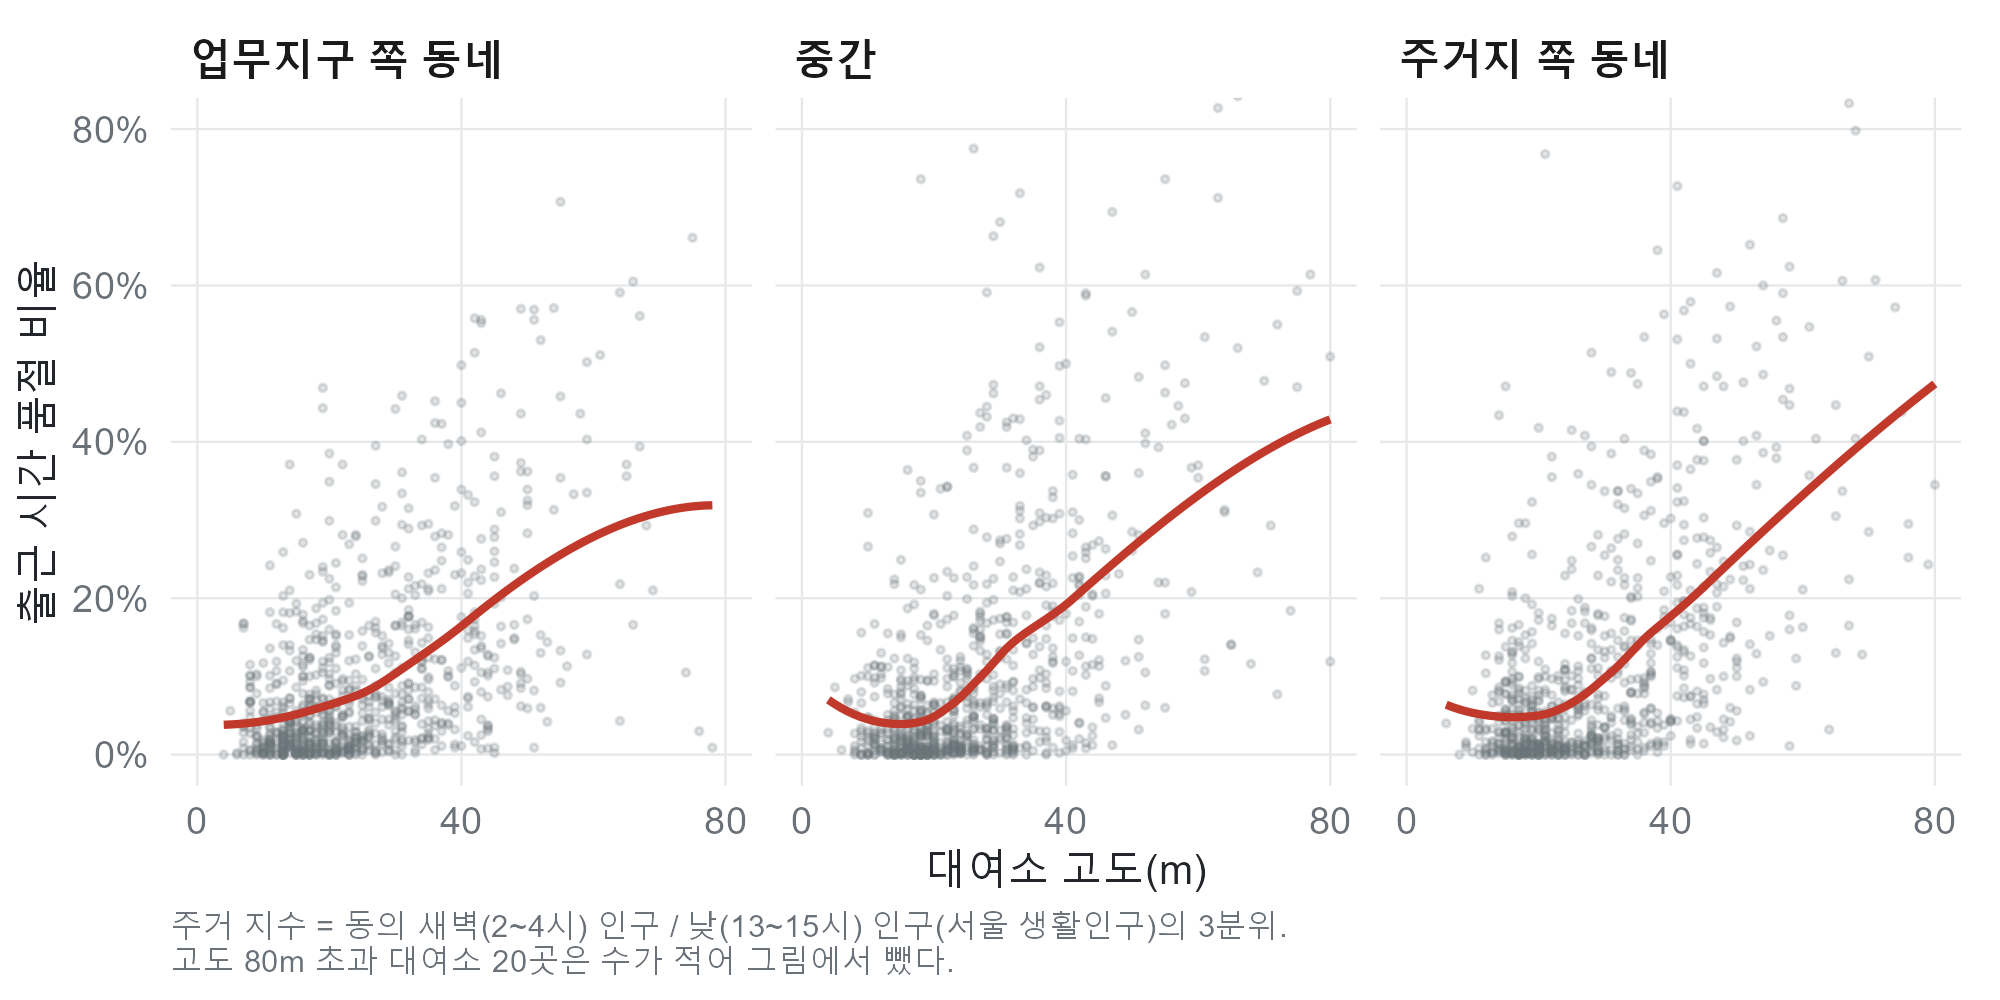 업무지구 쪽 동네
중간
주거지 쪽 동네
출근 시간 품절 비율
80%
60%
40%
20%
0%
0 40 80
0 40 80
0 40 80
대여소 고도(m)
주거 지수 = 동의 새벽(2~4시) 인구 / 낮(13~15시) 인구(서울 생활인구)의 3분위.
고도 80m 초과 대여소 20곳은 수가 적어 그림에서 뺐다.